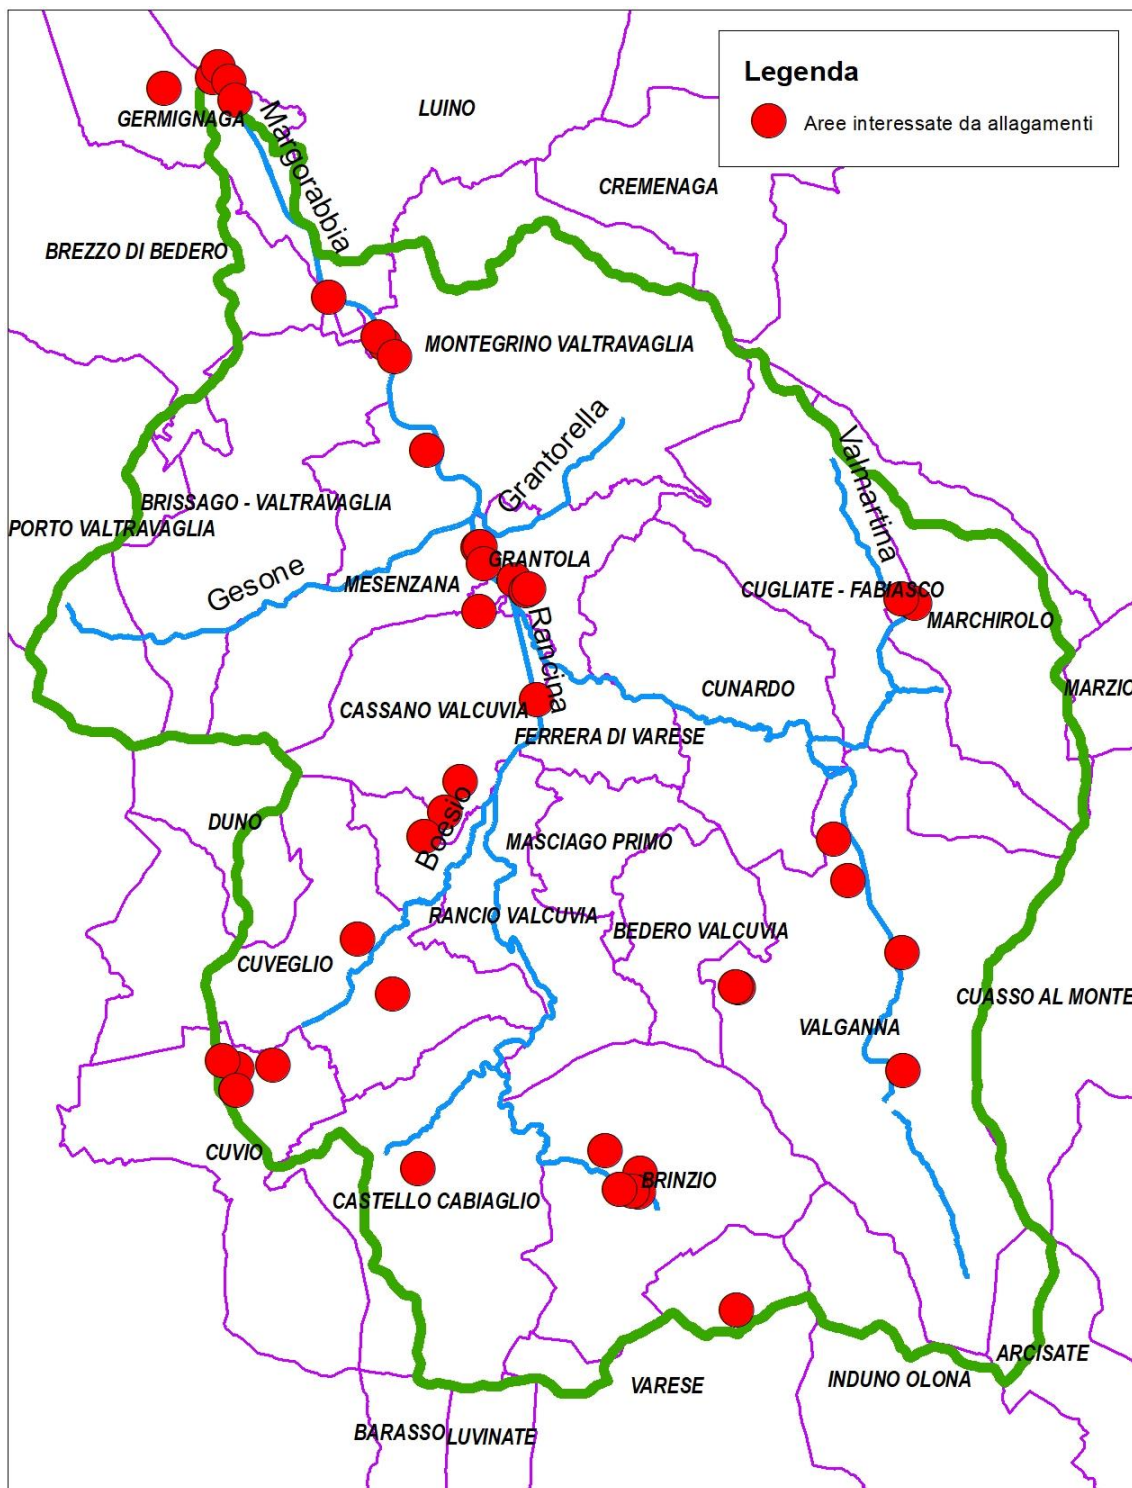 Legenda
Aree interessate da allagamenti
LUINO
GERMIGNAGA
Margorabbia
CREMENAGA
BREZZO DI BEDERO
MONTEGRINO VALTRAVAGLIA
Grantorella
Valmartina
BRISSAGO - VALTRAVAGLIA
PORTO VALTRAVAGLIA
GRANTOLA
Gesone
MESENZANA
CUGLIATE - FABIASCO
MARCHIROLO
Rancina
CUNARDO
MARZIO
CASSANO VALCUVIA
FERRERA DI VARESE
DUNO
Boesio
MASCIAGO PRIMO
RANCIO VALCUVIA
BEDERO VALCUVIA
CUVEGLIO
CUASSO AL MONTE
VALGANNA
CUVIO
BRINZIO
CASTELLO CABIAGLIO
ARCISATE
INDUNO OLONA
VARESE
BARASSO
LUVINATE